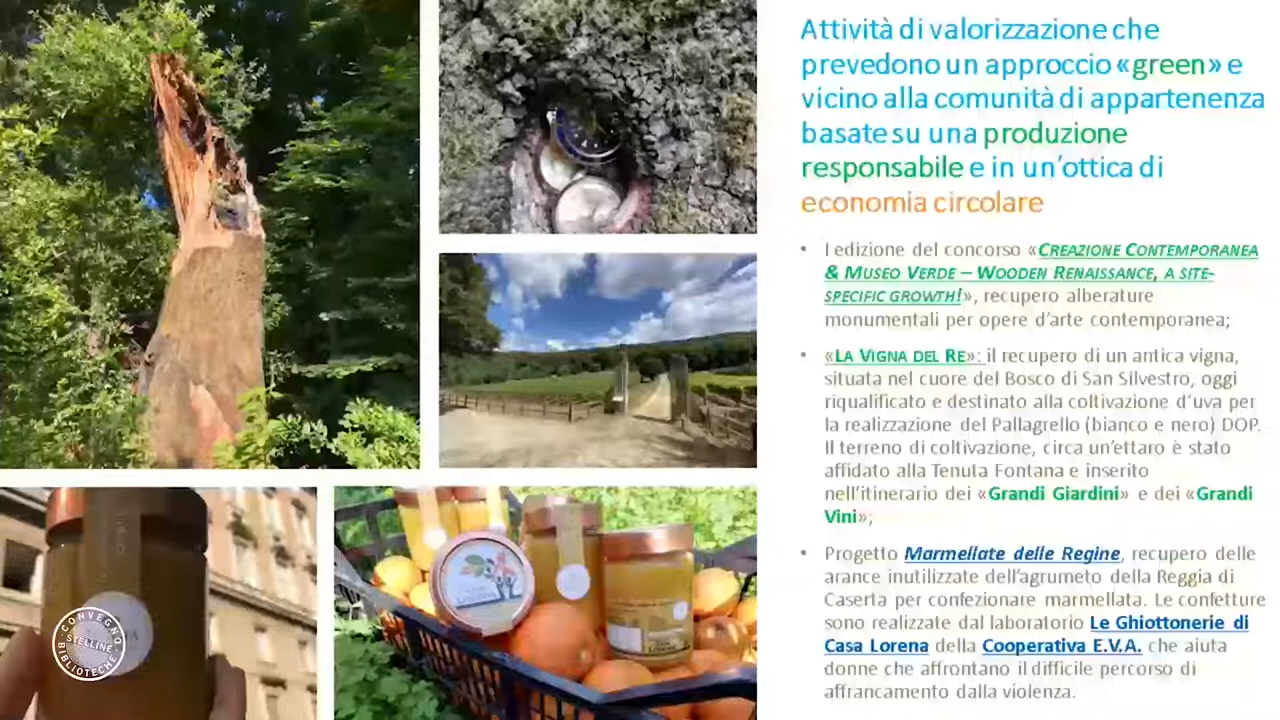 Attività di valorizzazione che
prevedono un approccio «green» e
vicino alla comunità di appartenenza
basate su una produzione
responsabile e in un'ottica di
economia circolare
• I edizione del concorso «CREAZIONE CONTEMPORANEA
& MUSEO VERDE – WOODEN RENAISSANCE, A SITE-
SPECIFIC GROWTH!», recupero alberature
monumentali per opere d'arte contemporanea;
• «LA VIGNA DEL RE»: il recupero di un antica vigna,
situata nel cuore del Bosco di San Silvestro, oggi
riqualificato e destinato alla coltivazione d'uva per
la realizzazione del Pallagrello (bianco e nero) DOP.
Il terreno di coltivazione, circa un'ettaro è stato
affidato alla Tenuta Fontana e inserito
nell'itinerario dei «Grandi Giardini» e dei «Grandi
Vini»;
• Progetto Marmellate delle Regine, recupero delle
arance inutilizzate dell'agrumeto della Reggia di
Caserta per confezionare marmellata. Le confetture
sono realizzate dal laboratorio Le Ghiottonerie di
Casa Lorena della Cooperativa E.V.A. che aiuta
donne che affrontano il difficile percorso di
affrancamento dalla violenza.
CONVEGNO
STELLINE
BIBLIOTECHE